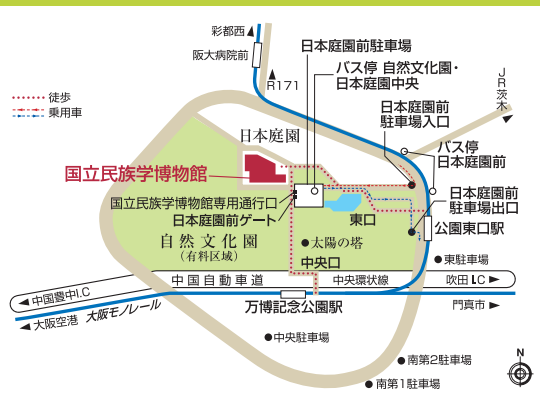 彩都西
阪大病院前
R171
日本庭園前駐車場
バス停 自然文化園・
日本庭園中央
JR茨木
徒歩
乗用車
日本庭園前
駐車場入口
日本庭園
バス停
日本庭園前
国立民族学博物館
国立民族学博物館専用通行口
日本庭園前ゲート
日本庭園前
駐車場出口
東口
公園東口駅
自然文化園
(有料区域)
太陽の塔
中央口
東駐車場
中国自動車道
中央環状線
吹田I.C
中国豊中I.C
大阪空港
大阪モノレール
万博記念公園駅
門真市
中央駐車場
南第2駐車場
南第1駐車場
N